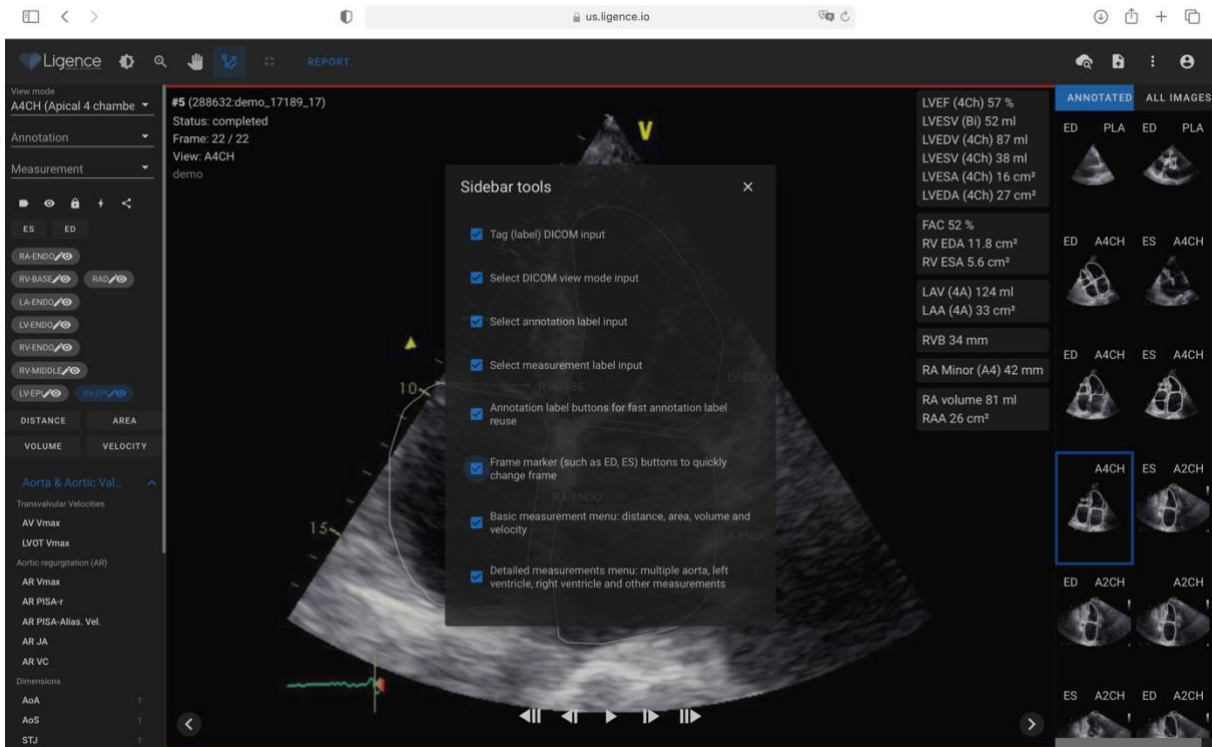 us.ligence.io
Ligence
REPORT
View mode
A4CH (Apical 4 chambe
Annotation
Measurement
ES ED
RA-ENDO
RV-BASE RAD
LA-ENDO
LV-ENDO
RV-ENDO
RV-MIDDLE
LV-EPI RV-EPI
DISTANCE AREA
VOLUME VELOCITY
Aorta & Aortic Val...
Transvalvular Velocities
AV Vmax
LVOT Vmax
Aortic regurgitation (AR)
AR Vmax
AR PISA-r
AR PISA-Alias. Vel.
AR JA
AR VC
Dimensions
AoA 1
AoS 1
STJ 1
#5 (288632:demo_17189_17)
Status: completed
Frame: 22 / 22
View: A4CH
demo
V
10
15
Sidebar tools
Tag (label) DICOM input
Select DICOM view mode input
Select annotation label input
Select measurement label input
RV-BASE
LV-ENDO
Annotation label buttons for fast annotation label
reuse
Frame marker (such as ED, ES) buttons to quickly
change frame
RA-ENDO
Basic measurement menu: distance, area, volume and
velocity
LA-ENDO
Detailed measurements menu: multiple aorta, left
ventricle, right ventricle and other measurements
LVEF (4Ch) 57 %
LVESV (Bi) 52 ml
LVEDV (4Ch) 87 ml
LVESV (4Ch) 38 ml
LVESA (4Ch) 16 cm²
LVEDA (4Ch) 27 cm²
FAC 52 %
RV EDA 11.8 cm²
RV ESA 5.6 cm²
LAV (4A) 124 ml
LAA (4A) 33 cm²
RVB 34 mm
RA Minor (A4) 42 mm
RA volume 81 ml
RAA 26 cm²
ANNOTATED ALL IMAGES
ED PLA ED PLA
ED A4CH ES A4CH
ED A4CH ES A4CH
A4CH ES A2CH
ED A2CH A2CH
ES A2CH ED A2CH